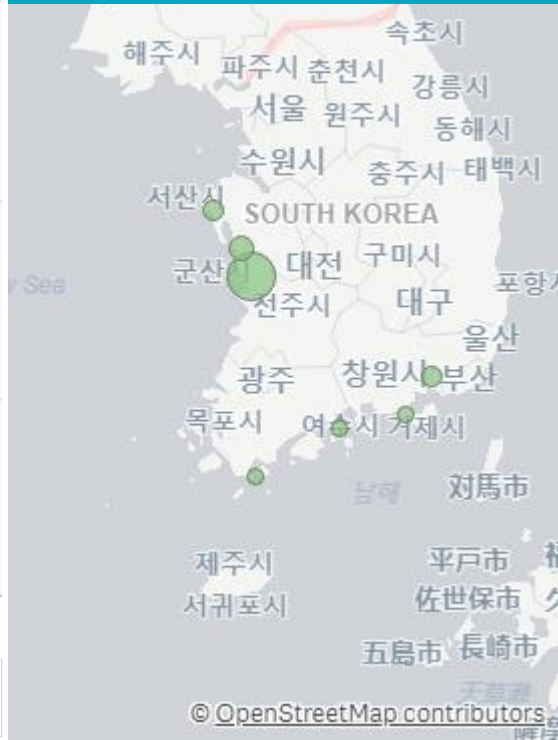 속초시
해주시
파주시 춘천시
강릉시
서울 원주시
동해시
수원시
충주시 태백시
서산시
SOUTH KOREA
구미시
군산 대전
포항
전주시 대구
울산
광주 창원시 부산
목포시 여수시 거제시
남해 対馬市
제주시 平戸市
서귀포시 佐世保市
五島市 長崎市
天草灘
© OpenStreetMap contributors